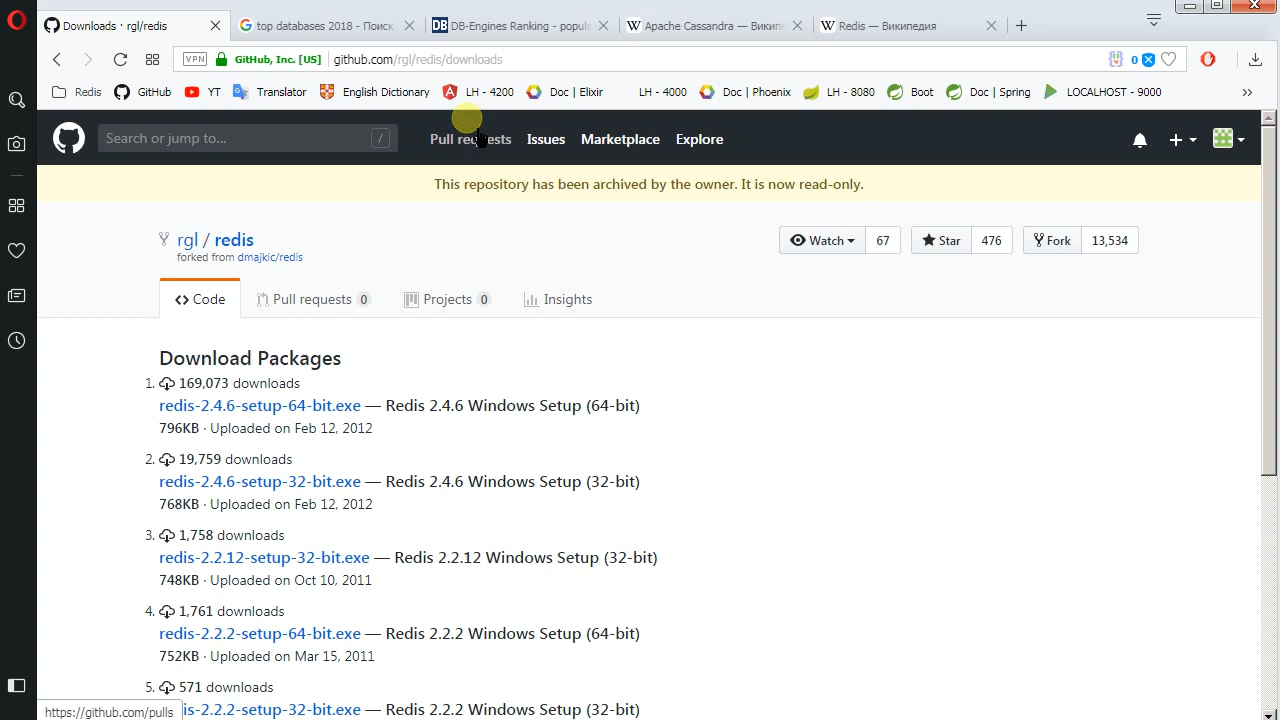 Downloads · rgl/redis
top databases 2018 - Поиск
DB DB-Engines Ranking - popul
W Apache Cassandra — Викип
W Redis — Википедия
VPN GitHub, Inc. [US] github.com/rgl/redis/downloads 0
Redis GitHub YT Translator English Dictionary LH - 4200 Doc | Elixir LH - 4000 Doc | Phoenix LH - 8080 Boot Doc | Spring LOCALHOST - 9000 »
Search or jump to... / Pull requests Issues Marketplace Explore
This repository has been archived by the owner. It is now read-only.
rgl / redis
forked from dmajkic/redis
Watch 67 Star 476 Fork 13,534
Code Pull requests 0 Projects 0 Insights
Download Packages
1. 169,073 downloads
redis-2.4.6-setup-64-bit.exe — Redis 2.4.6 Windows Setup (64-bit)
796KB · Uploaded on Feb 12, 2012
2. 19,759 downloads
redis-2.4.6-setup-32-bit.exe — Redis 2.4.6 Windows Setup (32-bit)
768KB · Uploaded on Feb 12, 2012
3. 1,758 downloads
redis-2.2.12-setup-32-bit.exe — Redis 2.2.12 Windows Setup (32-bit)
748KB · Uploaded on Oct 10, 2011
4. 1,761 downloads
redis-2.2.2-setup-64-bit.exe — Redis 2.2.2 Windows Setup (64-bit)
752KB · Uploaded on Mar 15, 2011
5. 571 downloads
is-2.2.2-setup-32-bit.exe — Redis 2.2.2 Windows Setup (32-bit)
https://github.com/pulls